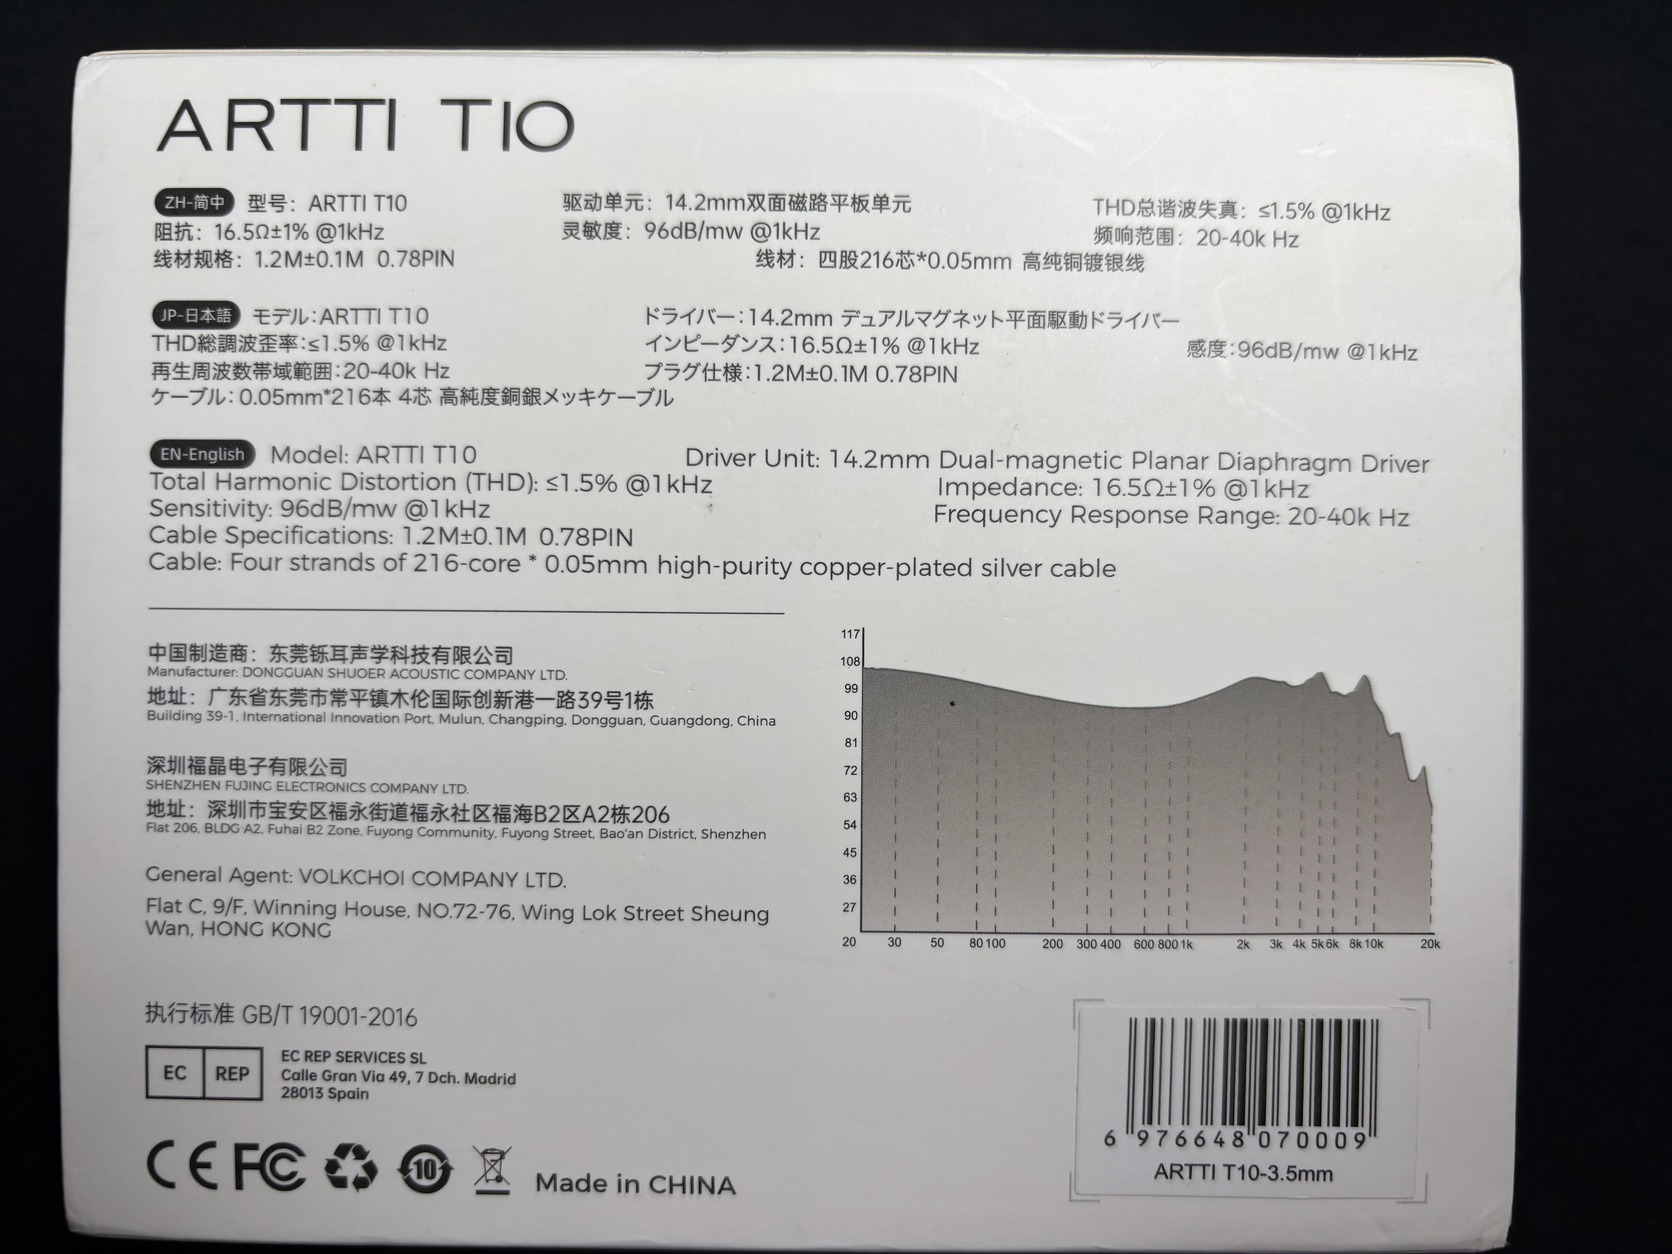 ARTTI T10
ZH-简中 型号：ARTTI T10 驱动单元：14.2mm双面磁路平板单元 THD总谐波失真：≤1.5% @1kHz
阻抗：16.5Ω±1% @1kHz 灵敏度：96dB/mw @1kHz 频响范围：20-40k Hz
线材规格：1.2M±0.1M 0.78PIN 线材：四股216芯*0.05mm 高纯铜镀银线
JP-日本語 モデル:ARTTI T10 ドライバー:14.2mm デュアルマグネット平面駆動ドライバー
THD総調波歪率:≤1.5% @1kHz インピーダンス:16.5Ω±1% @1kHz 感度:96dB/mw @1kHz
再生周波数帯域範囲:20-40k Hz プラグ仕様:1.2M±0.1M 0.78PIN
ケーブル:0.05mm*216本 4芯 高純度銅銀メッキケーブル
EN-English Model: ARTTI T10 Driver Unit: 14.2mm Dual-magnetic Planar Diaphragm Driver
Total Harmonic Distortion (THD): ≤1.5% @1kHz Impedance: 16.5Ω±1% @1kHz
Sensitivity: 96dB/mw @1kHz Frequency Response Range: 20-40k Hz
Cable Specifications: 1.2M±0.1M 0.78PIN
Cable: Four strands of 216-core * 0.05mm high-purity copper-plated silver cable
中国制造商：东莞铄耳声学科技有限公司
Manufacturer: DONGGUAN SHUOER ACOUSTIC COMPANY LTD.
地址：广东省东莞市常平镇木伦国际创新港一路39号1栋
Building 39-1, International Innovation Port, Mulun, Changping, Dongguan, Guangdong, China
深圳福晶电子有限公司
SHENZHEN FUJING ELECTRONICS COMPANY LTD.
地址：深圳市宝安区福永街道福永社区福海B2区A2栋206
Flat 206, BLDG A2, Fuhai B2 Zone, Fuyong Community, Fuyong Street, Bao'an District, Shenzhen
General Agent: VOLKCHOI COMPANY LTD.
Flat C, 9/F, Winning House, NO.72-76, Wing Lok Street Sheung
Wan, HONG KONG
117
108
99
90
81
72
63
54
45
36
27
20 30 50 80 100 200 300 400 600 800 1k 2k 3k 4k 5k 6k 8k 10k 20k
执行标准 GB/T 19001-2016
EC REP
EC REP SERVICES SL
Calle Gran Via 49, 7 Dch. Madrid
28013 Spain
CE FC 10 Made in CHINA
6 976648 070009
ARTTI T10-3.5mm